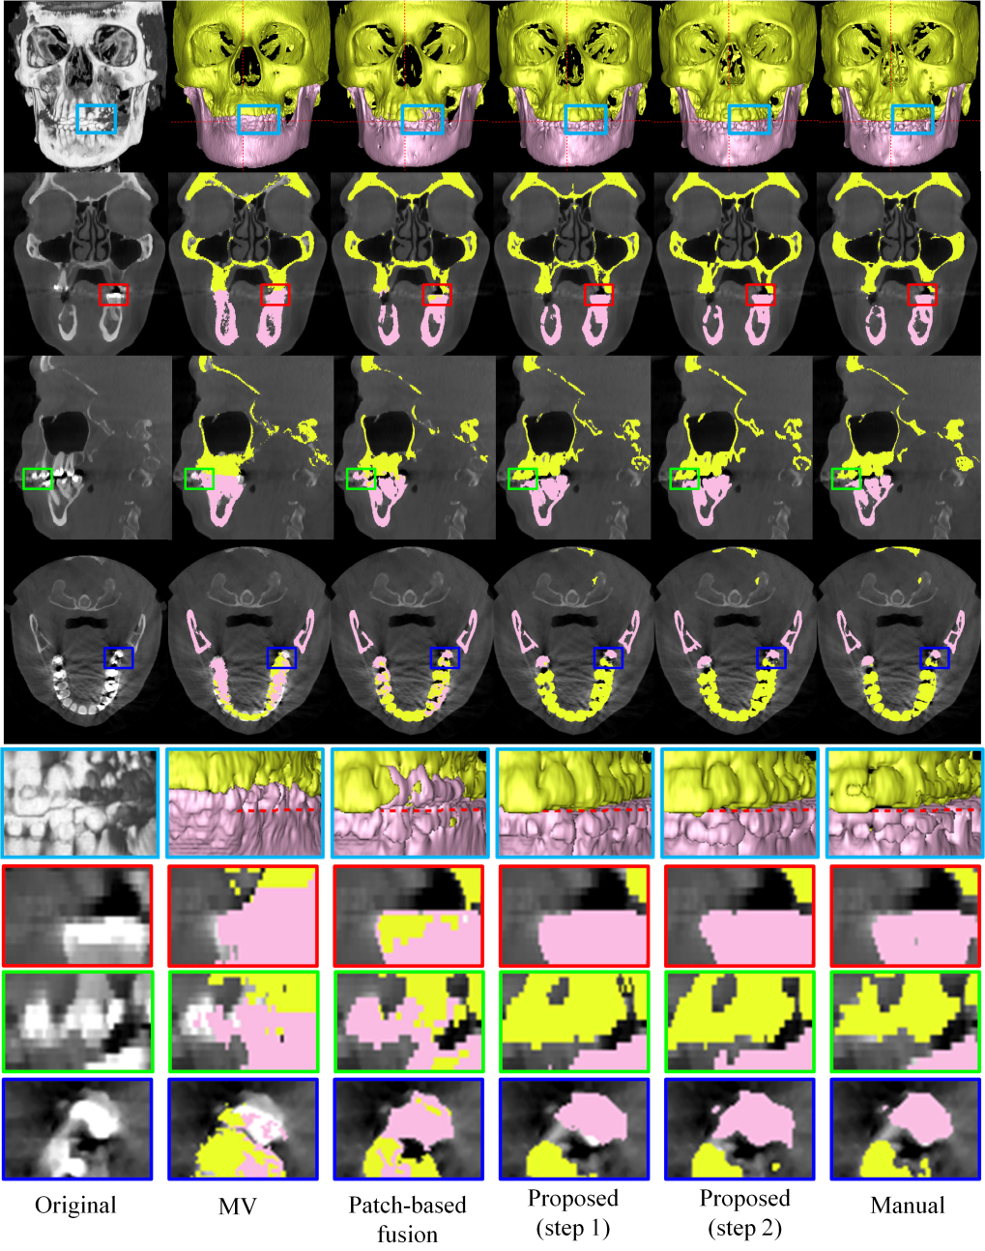 Original
MV
Patch-based
fusion
Proposed
(step 1)
Proposed
(step 2)
Manual